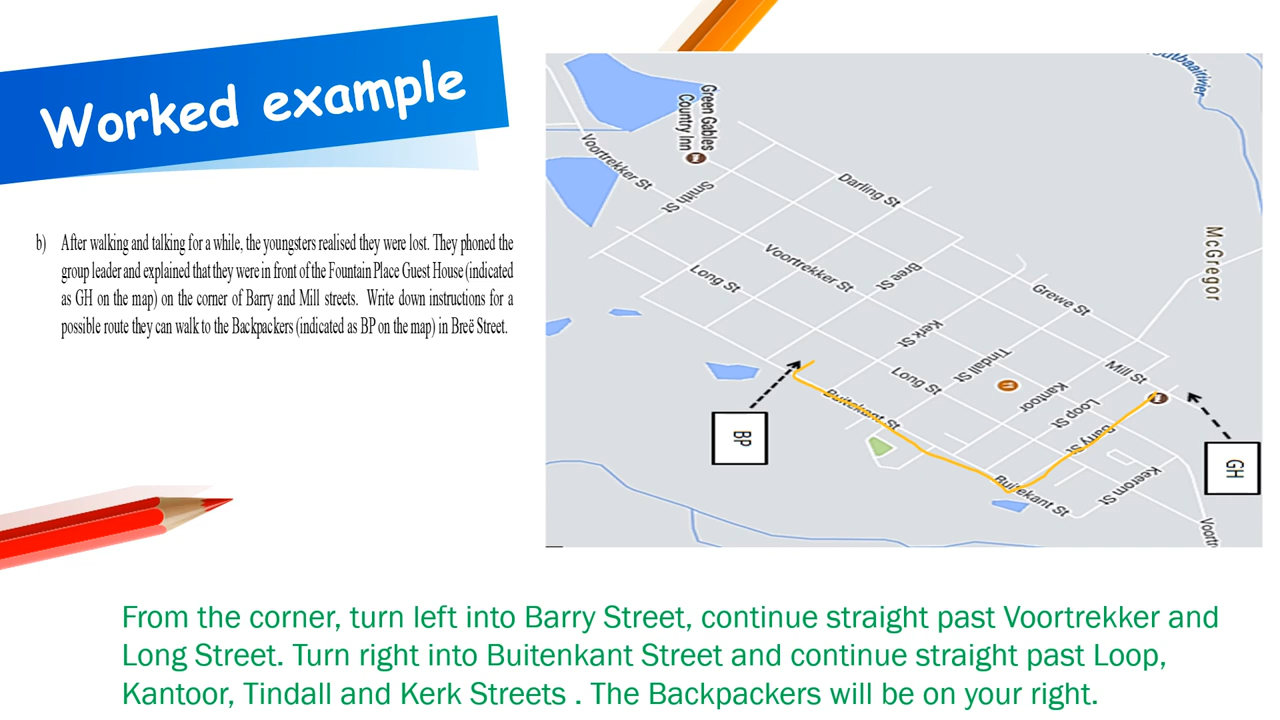 Worked example
b) After walking and talking for a while, the youngsters realised they were lost. They phoned the
group leader and explained that they were in front of the Fountain Place Guest House (indicated
as GH on the map) on the corner of Barry and Mill streets. Write down instructions for a
possible route they can walk to the Backpackers (indicated as BP on the map) in Breë Street.
Green Gables
Country Inn
Voortrekker St
Smith St
Darling St
McGregor
Voortrekker St
Bree St
Long St
Grewe St
Kerk St
Tindall St
Mill St
Long St
Kantoor
Loop St
Barry St
Buitekant St
BP
GH
Buitekant St
Keerom St
Voortr
From the corner, turn left into Barry Street, continue straight past Voortrekker and
Long Street. Turn right into Buitenkant Street and continue straight past Loop,
Kantoor, Tindall and Kerk Streets . The Backpackers will be on your right.